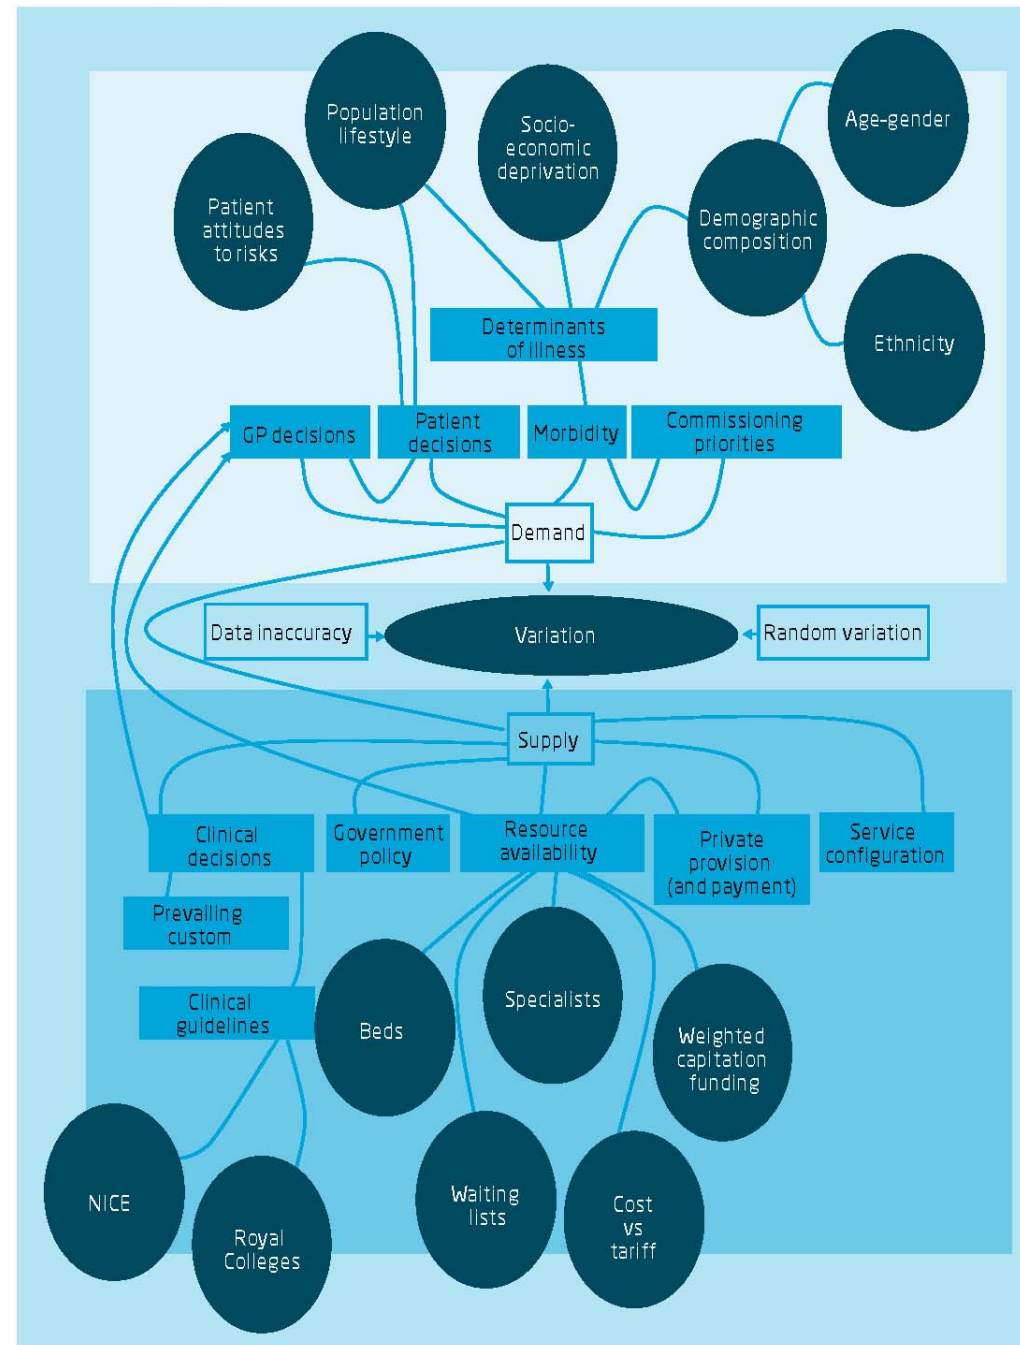 Population
lifestyle
Socio-
economic
deprivation
Age-gender
Patient
attitudes
to risks
Demographic
composition
Ethnicity
Determinants
of illness
GP decisions
Patient
decisions
Morbidity
Commissioning
priorities
Demand
Data inaccuracy
Variation
Random variation
Supply
Clinical
decisions
Government
policy
Resource
availability
Private
provision
(and payment)
Service
configuration
Prevailing
custom
Clinical
guidelines
Beds
Specialists
Weighted
capitation
funding
NICE
Royal
Colleges
Waiting
lists
Cost
vs
tariff